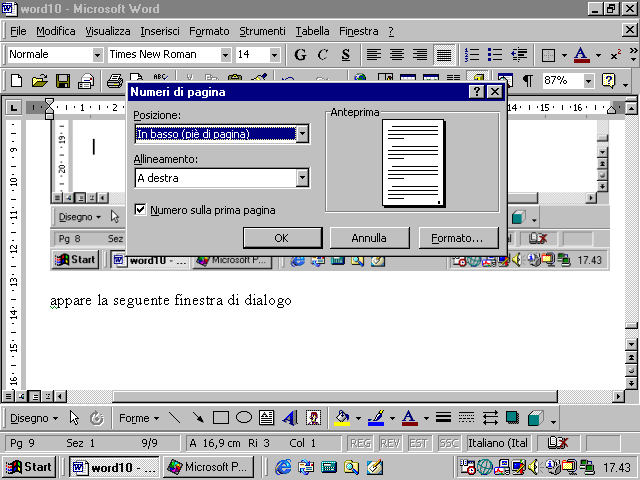 word10 - Microsoft Word
File Modifica Visualizza Inserisci Formato Strumenti Tabella Finestra ?
Normale Times New Roman 14 G C S
87%
Numeri di pagina
Posizione:
In basso (piè di pagina)
Allineamento:
A destra
Numero sulla prima pagina
Anteprima
OK Annulla Formato...
Disegno
Pg 8 Sez
Start word10 - ... Microsoft P... 17.43
appare la seguente finestra di dialogo
Disegno Forme
Pg 9 Sez 1 9/9 A 16,9 cm Ri 3 Col 1 REG REV EST SSC Italiano (Ital
Start word10 - ... Microsoft P... 17.43